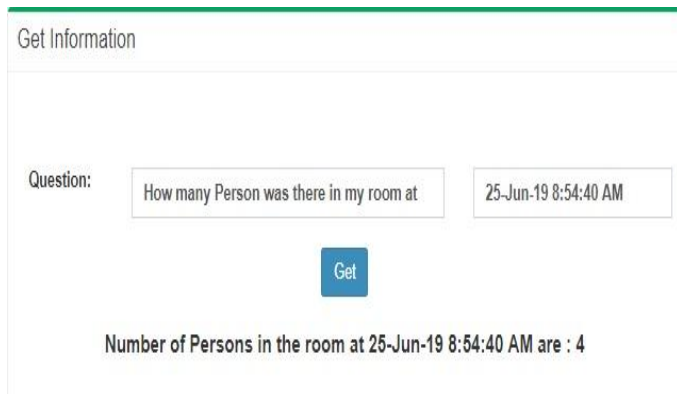 Get Information
Question: How many Person was there in my room at 25-Jun-19 8:54:40 AM
Get
Number of Persons in the room at 25-Jun-19 8:54:40 AM are : 4